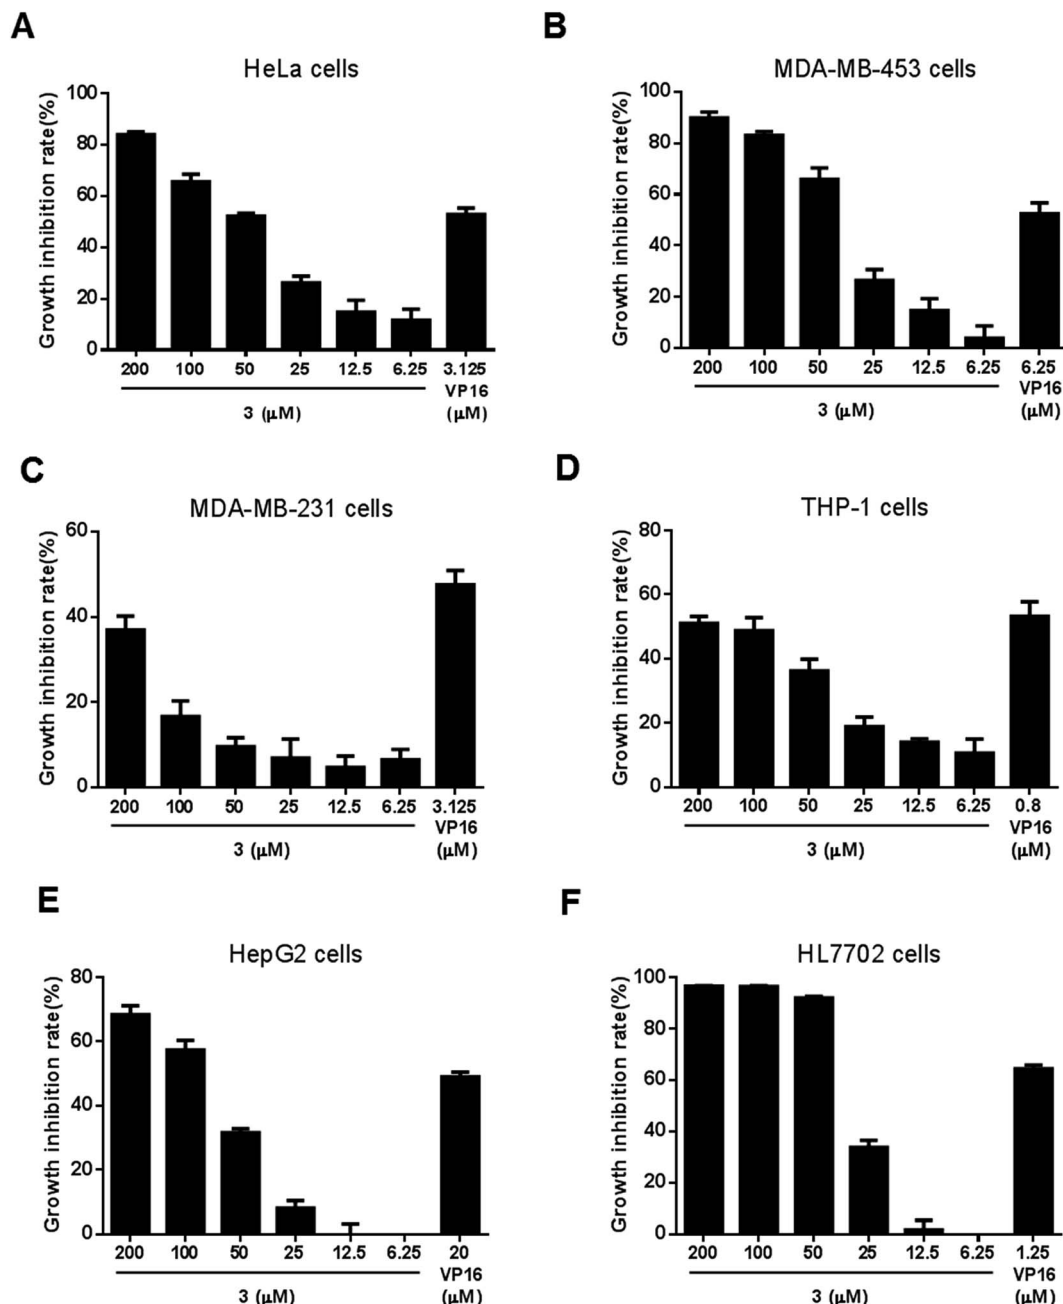 A
HeLa cells
Growth inhibition rate(%)
100
80
60
40
20
0
200 100 50 25 12.5 6.25 3.125
VP16
3 (μM) (μM)
B
MDA-MB-453 cells
Growth inhibition rate(%)
100
80
60
40
20
0
200 100 50 25 12.5 6.25 6.25
VP16
3 (μM) (μM)
C
MDA-MB-231 cells
Growth inhibition rate(%)
60
40
20
0
200 100 50 25 12.5 6.25 3.125
VP16
3 (μM) (μM)
D
THP-1 cells
Growth inhibition rate(%)
80
60
40
20
0
200 100 50 25 12.5 6.25 0.8
VP16
3 (μM) (μM)
E
HepG2 cells
Growth inhibition rate(%)
80
60
40
20
0
200 100 50 25 12.5 6.25 20
VP16
3 (μM) (μM)
F
HL7702 cells
Growth inhibition rate(%)
100
80
60
40
20
0
200 100 50 25 12.5 6.25 1.25
VP16
3 (μM) (μM)